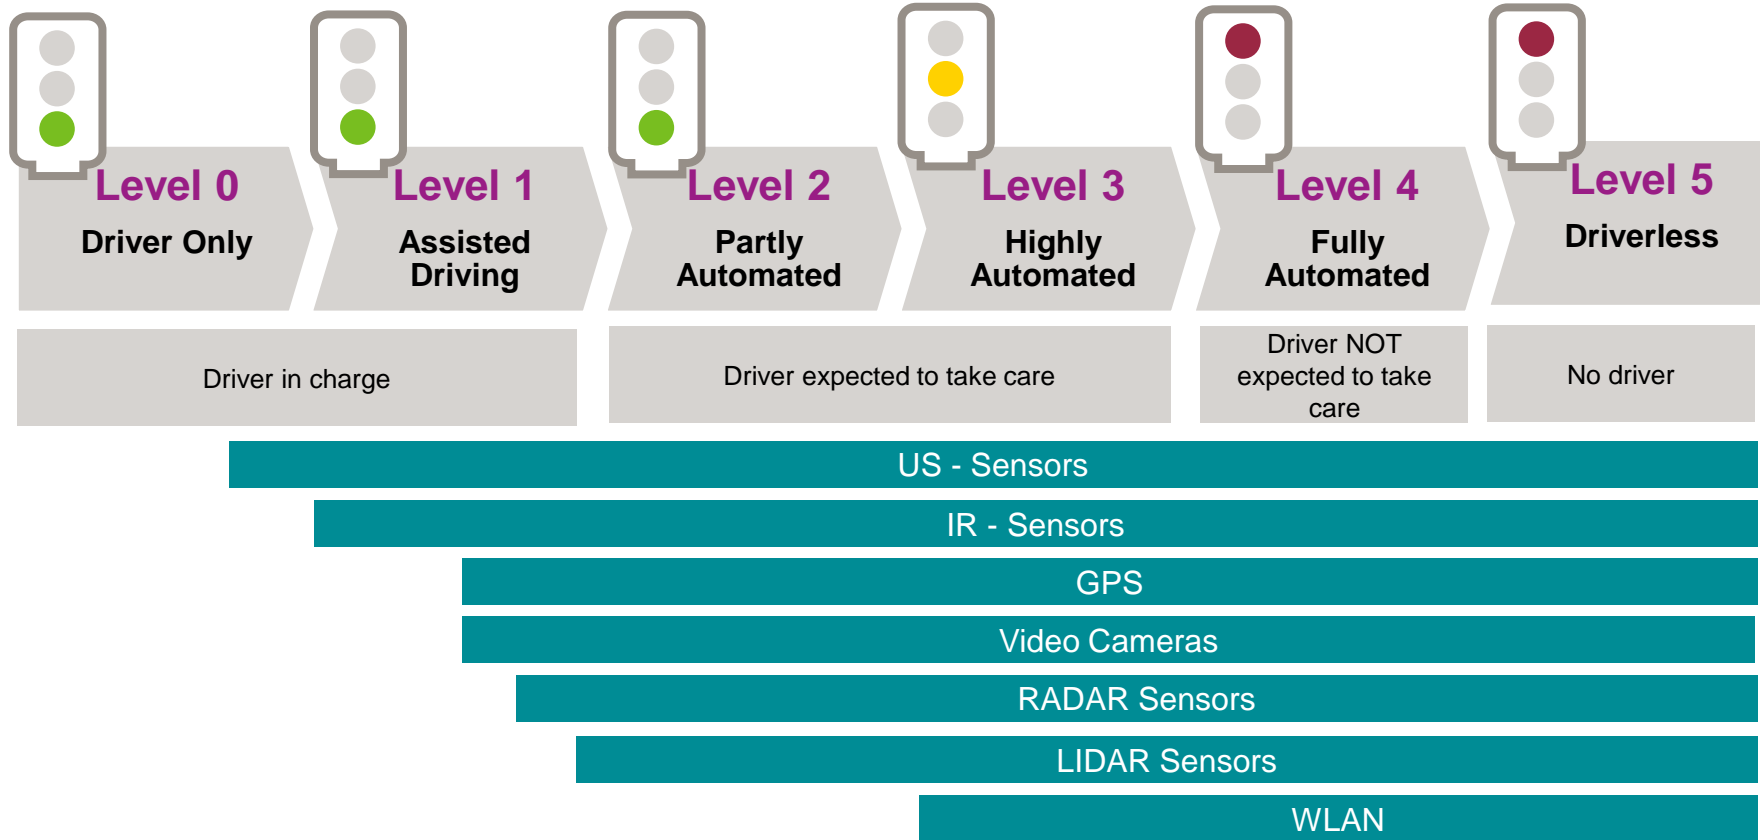 Level 0
Driver Only
Level 1
Assisted
Driving
Level 2
Partly
Automated
Level 3
Highly
Automated
Level 4
Fully
Automated
Level 5
Driverless
Driver in charge
Driver expected to take care
Driver NOT
expected to take
care
No driver
US - Sensors
IR - Sensors
GPS
Video Cameras
RADAR Sensors
LIDAR Sensors
WLAN